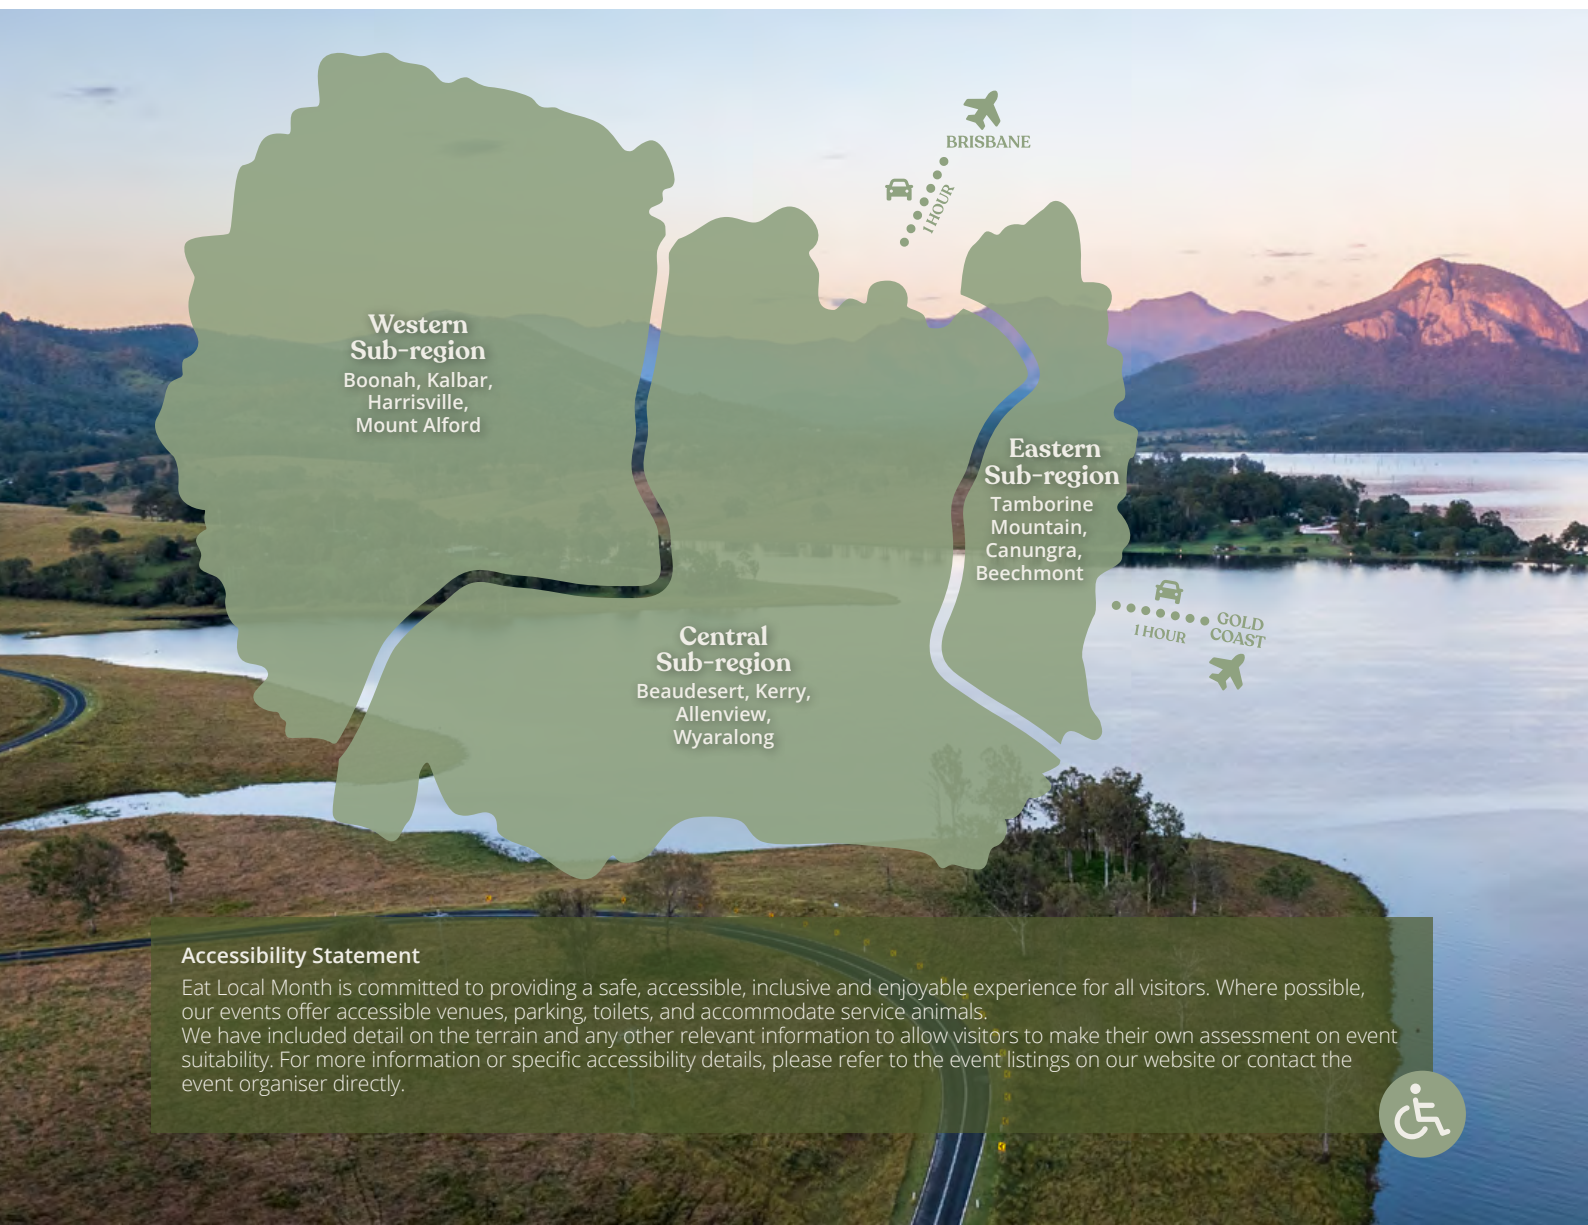 BRISBANE
1 HOUR
Western
Sub-region
Boonah, Kalbar,
Harrisville,
Mount Alford
Eastern
Sub-region
Tamborine
Mountain,
Canungra,
Beechmont
GOLD
COAST
1 HOUR
Central
Sub-region
Beaudesert, Kerry,
Allenview,
Wyaralong
Accessibility Statement
Eat Local Month is committed to providing a safe, accessible, inclusive and enjoyable experience for all visitors. Where possible,
our events offer accessible venues, parking, toilets, and accommodate service animals.
We have included detail on the terrain and any other relevant information to allow visitors to make their own assessment on event
suitability. For more information or specific accessibility details, please refer to the event listings on our website or contact the
event organiser directly.